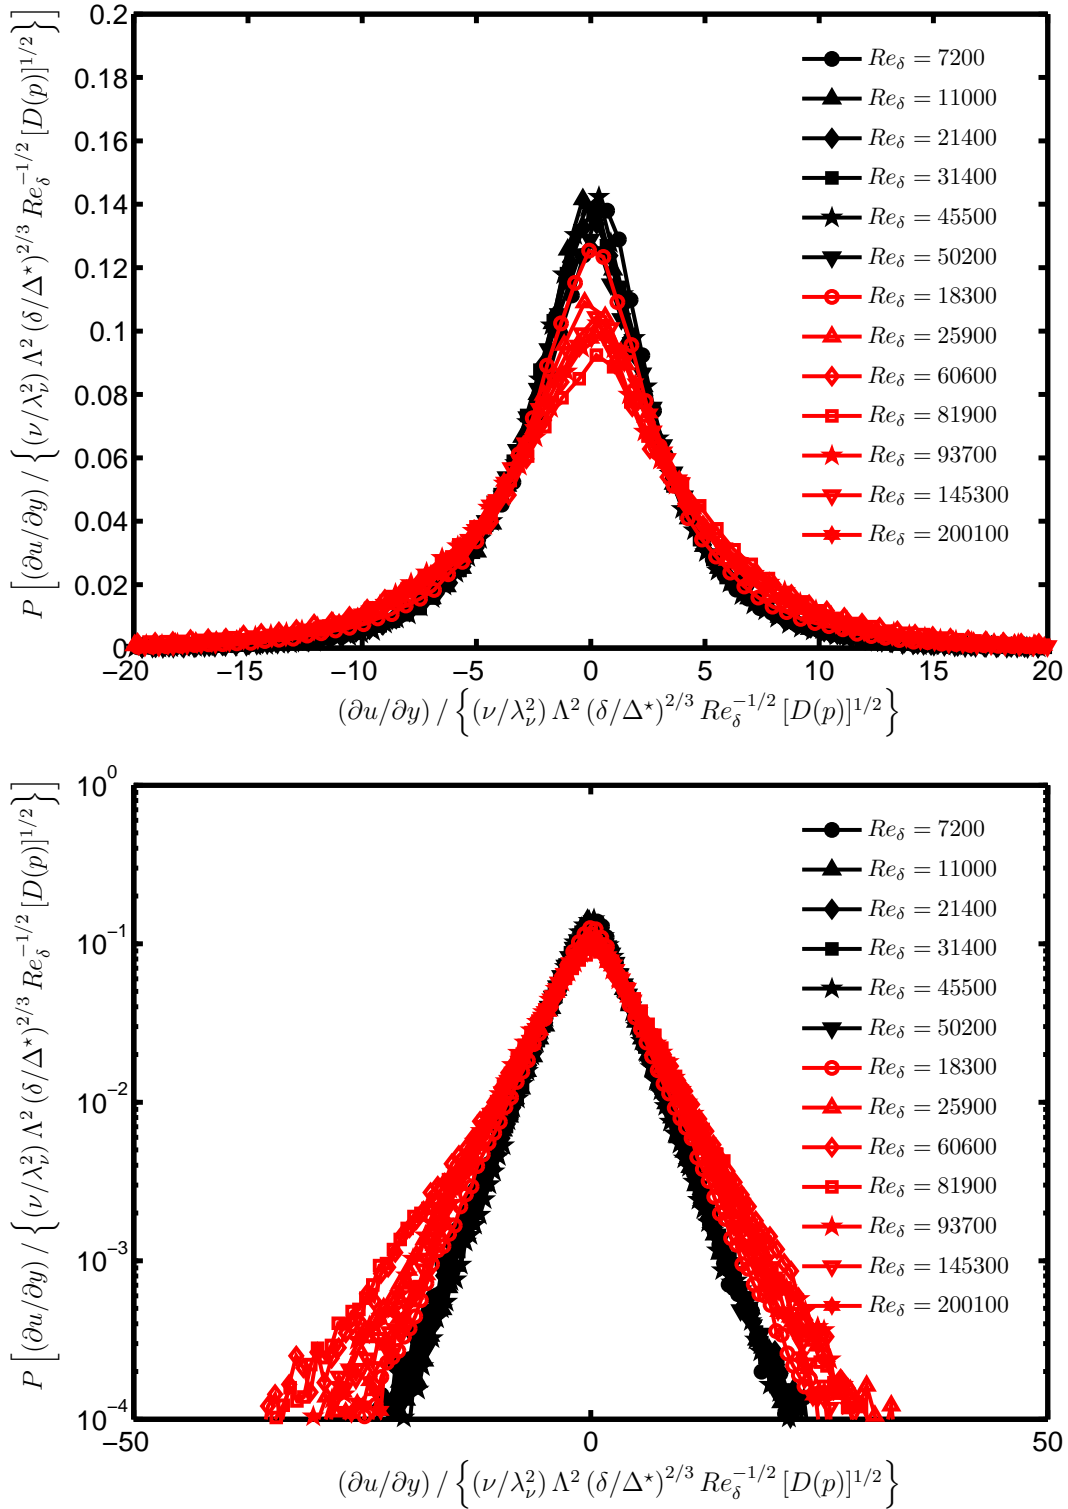 P [(∂u/∂y) / {(ν/λ_ν^2) Λ^2 (δ/Δ*)^{2/3} Re_δ^{-1/2} [D(p)]^{1/2}}]
0.2
0.18
0.16
0.14
0.12
0.1
0.08
0.06
0.04
0.02
0
Re_δ = 7200
Re_δ = 11000
Re_δ = 21400
Re_δ = 31400
Re_δ = 45500
Re_δ = 50200
Re_δ = 18300
Re_δ = 25900
Re_δ = 60600
Re_δ = 81900
Re_δ = 93700
Re_δ = 145300
Re_δ = 200100
−20 −15 −10 −5 0 5 10 15 20
(∂u/∂y) / {(ν/λ_ν^2) Λ^2 (δ/Δ*)^{2/3} Re_δ^{-1/2} [D(p)]^{1/2}}
P [(∂u/∂y) / {(ν/λ_ν^2) Λ^2 (δ/Δ*)^{2/3} Re_δ^{-1/2} [D(p)]^{1/2}}]
10^0
10^{−1}
10^{−2}
10^{−3}
10^{−4}
Re_δ = 7200
Re_δ = 11000
Re_δ = 21400
Re_δ = 31400
Re_δ = 45500
Re_δ = 50200
Re_δ = 18300
Re_δ = 25900
Re_δ = 60600
Re_δ = 81900
Re_δ = 93700
Re_δ = 145300
Re_δ = 200100
−50 0 50
(∂u/∂y) / {(ν/λ_ν^2) Λ^2 (δ/Δ*)^{2/3} Re_δ^{-1/2} [D(p)]^{1/2}}